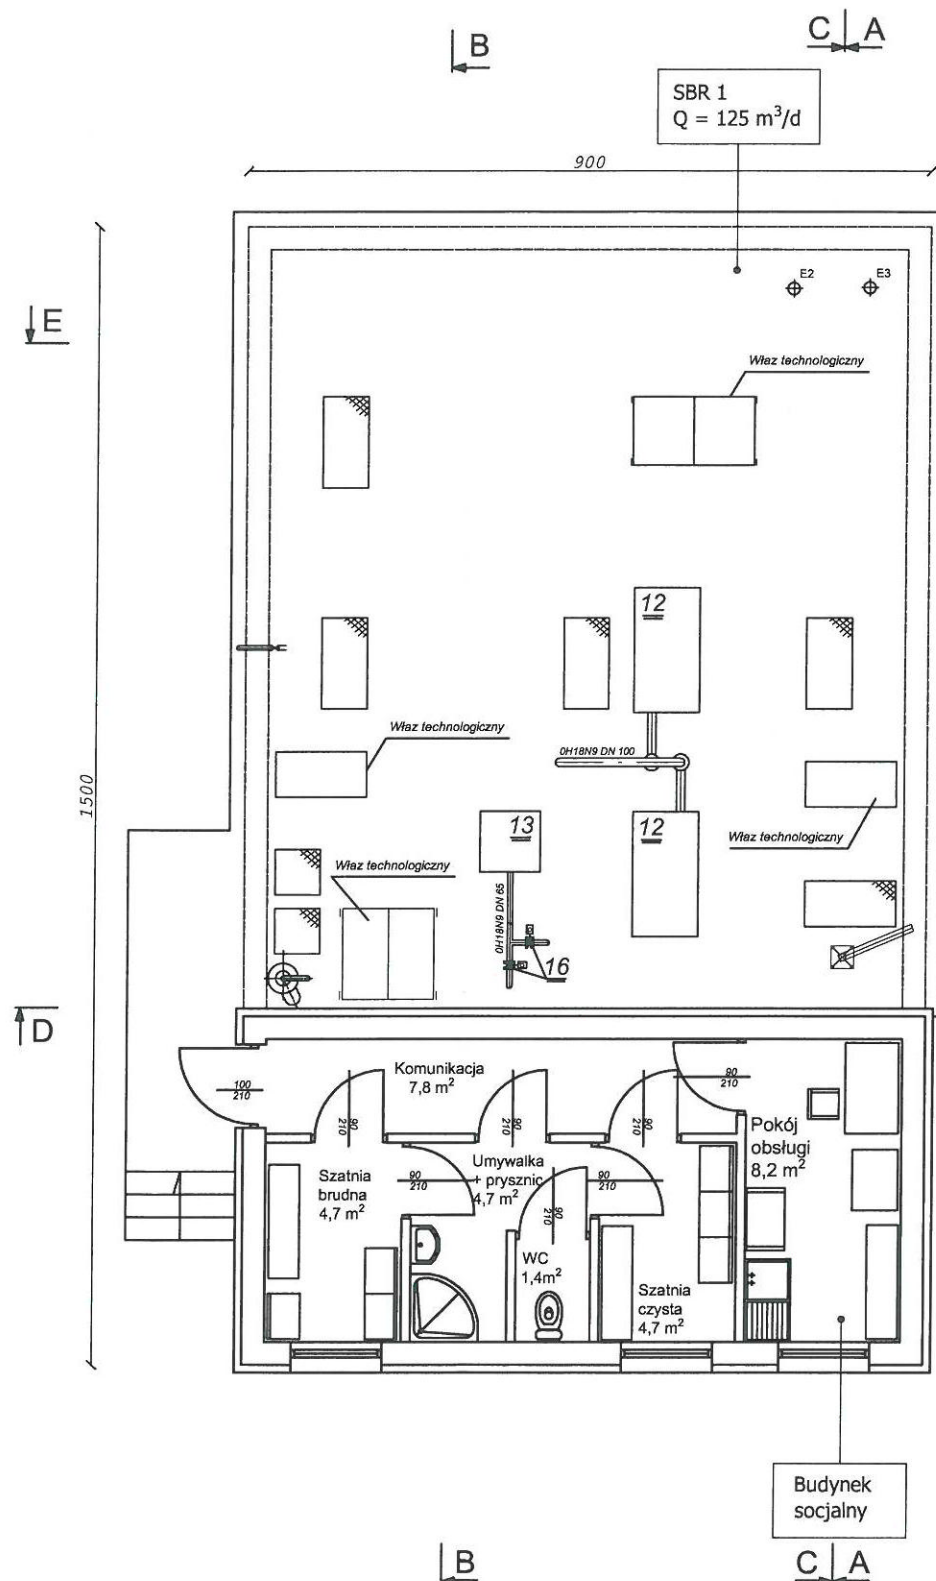 B
C A
SBR 1
Q = 125 m³/d
900
E2
E3
E
Właz technologiczny
12
Właz technologiczny
0H18N9 DN 100
1500
13
12
Właz technologiczny
Właz technologiczny
0H18N9 DN 65
16
D
Komunikacja
7,8 m²
100
210
90
210
90
210
90
210
90
210
Pokój
obsługi
8,2 m²
Szatnia
brudna
4,7 m²
90
210
Umywalka
+ prysznic
4,7 m²
90
210
90
210
WC
1,4m²
Szatnia
czysta
4,7 m²
Budynek
socjalny
B
C A